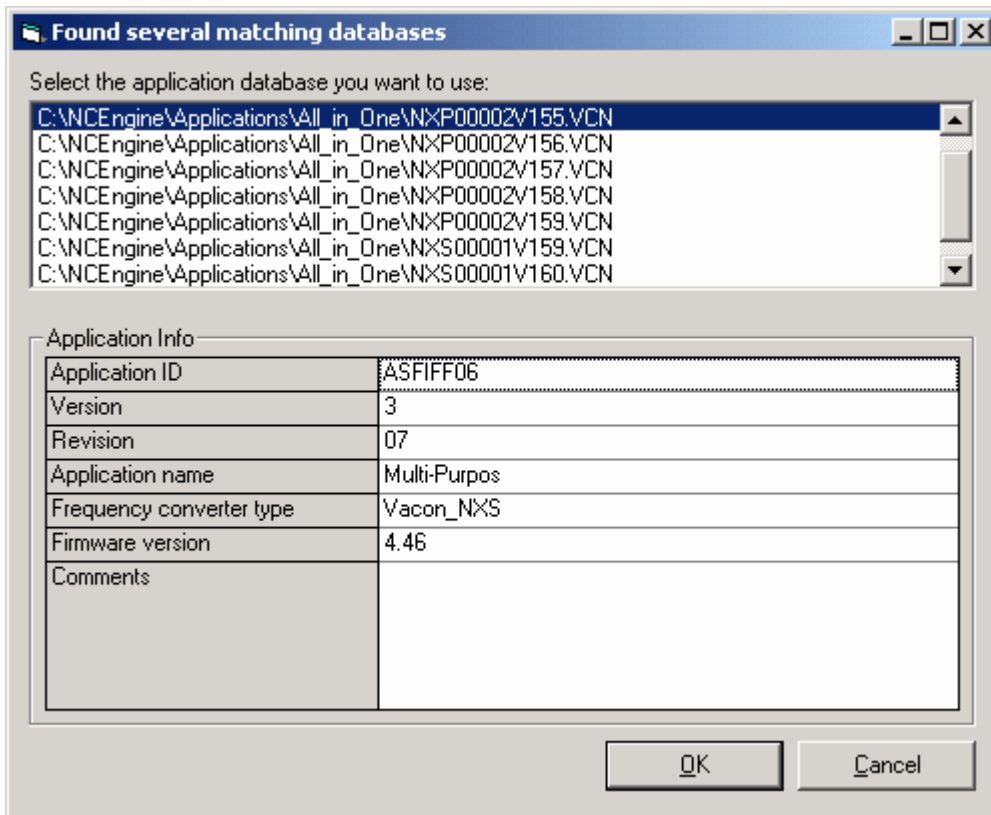 Found several matching databases
Select the application database you want to use:
C:\NCEngine\Applications\All_in_One\NXP00002V155.VCN
C:\NCEngine\Applications\All_in_One\NXP00002V156.VCN
C:\NCEngine\Applications\All_in_One\NXP00002V157.VCN
C:\NCEngine\Applications\All_in_One\NXP00002V158.VCN
C:\NCEngine\Applications\All_in_One\NXP00002V159.VCN
C:\NCEngine\Applications\All_in_One\NXS00001V159.VCN
C:\NCEngine\Applications\All_in_One\NXS00001V160.VCN
Application Info
Application ID ASFIFF06
Version 3
Revision 07
Application name Multi-Purpos
Frequency converter type Vacon_NXS
Firmware version 4.46
Comments
OK Cancel